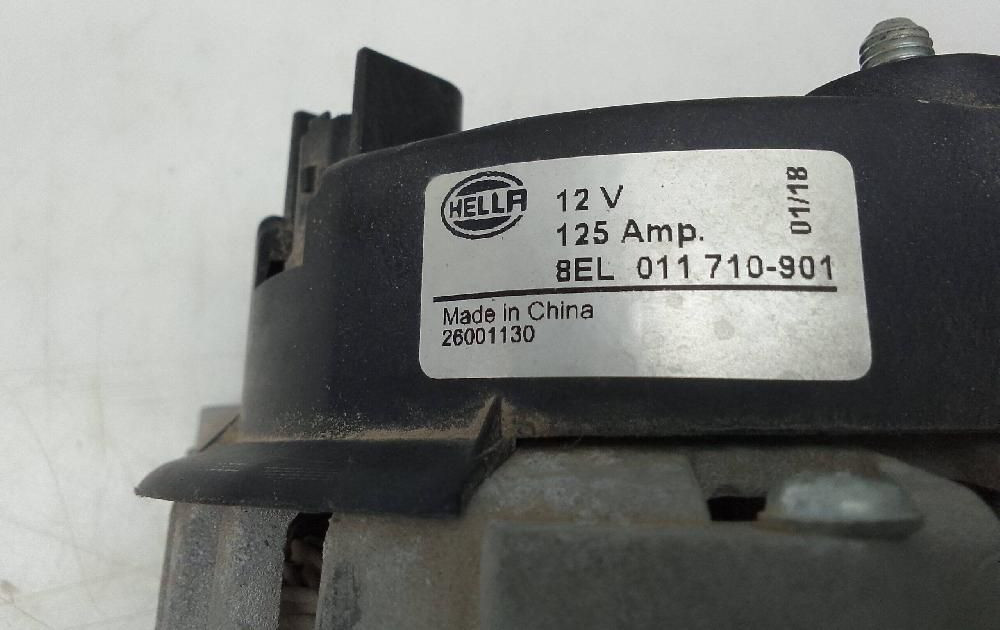 HELLA
12 V
125 Amp.
8EL 011 710-901
01/18
Made in China
26001130